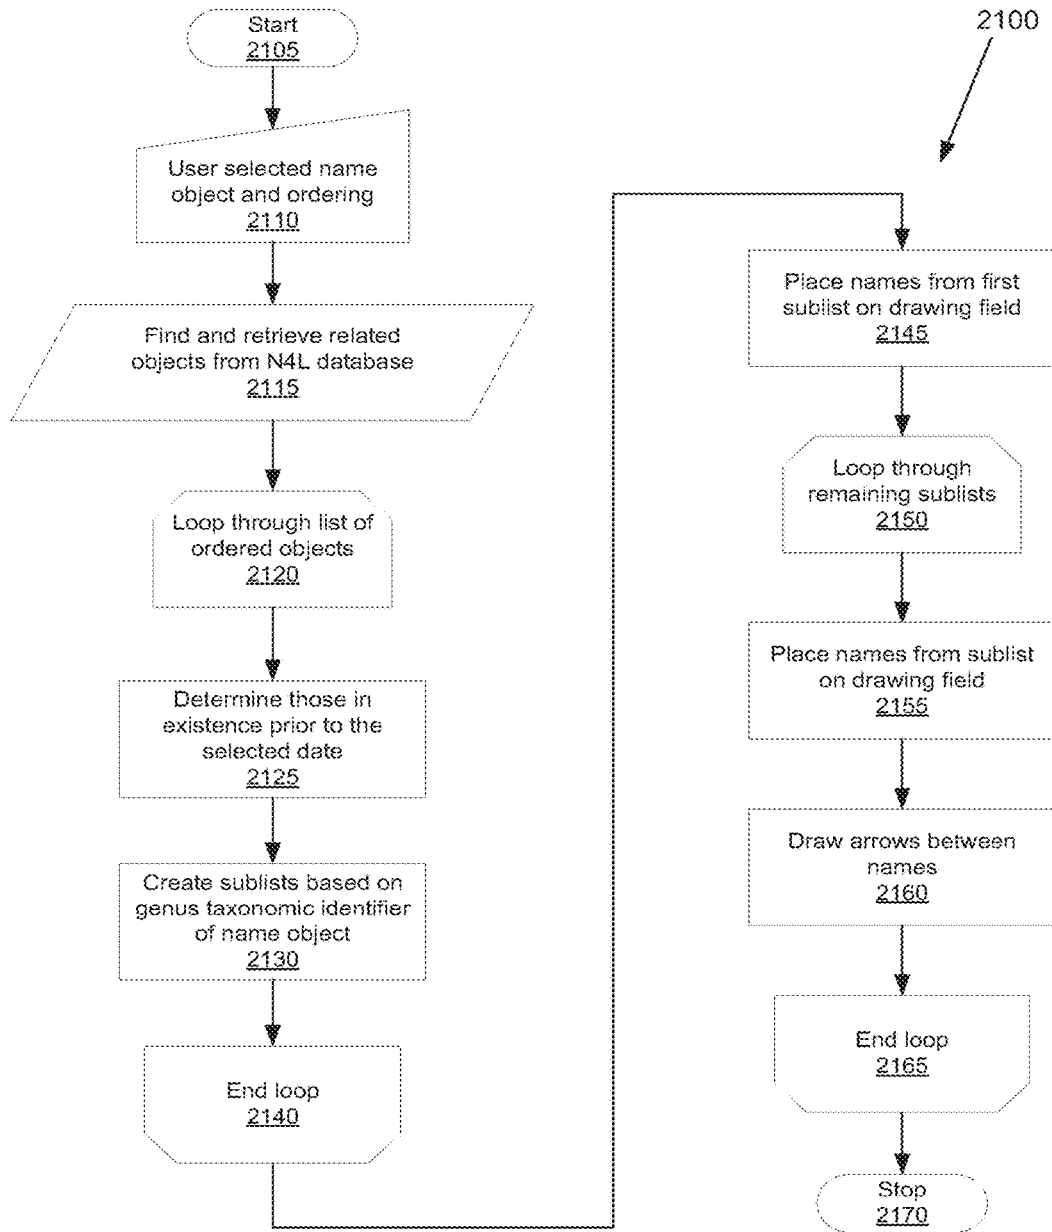 Start
2105
User selected name
object and ordering
2110
Find and retrieve related
objects from N4L database
2115
Loop through list of
ordered objects
2120
Determine those in
existence prior to the
selected date
2125
Create sublists based on
genus taxonomic identifier
of name object
2130
End loop
2140
2100
Place names from first
sublist on drawing field
2145
Loop through
remaining sublists
2150
Place names from sublist
on drawing field
2155
Draw arrows between
names
2160
End loop
2165
Stop
2170